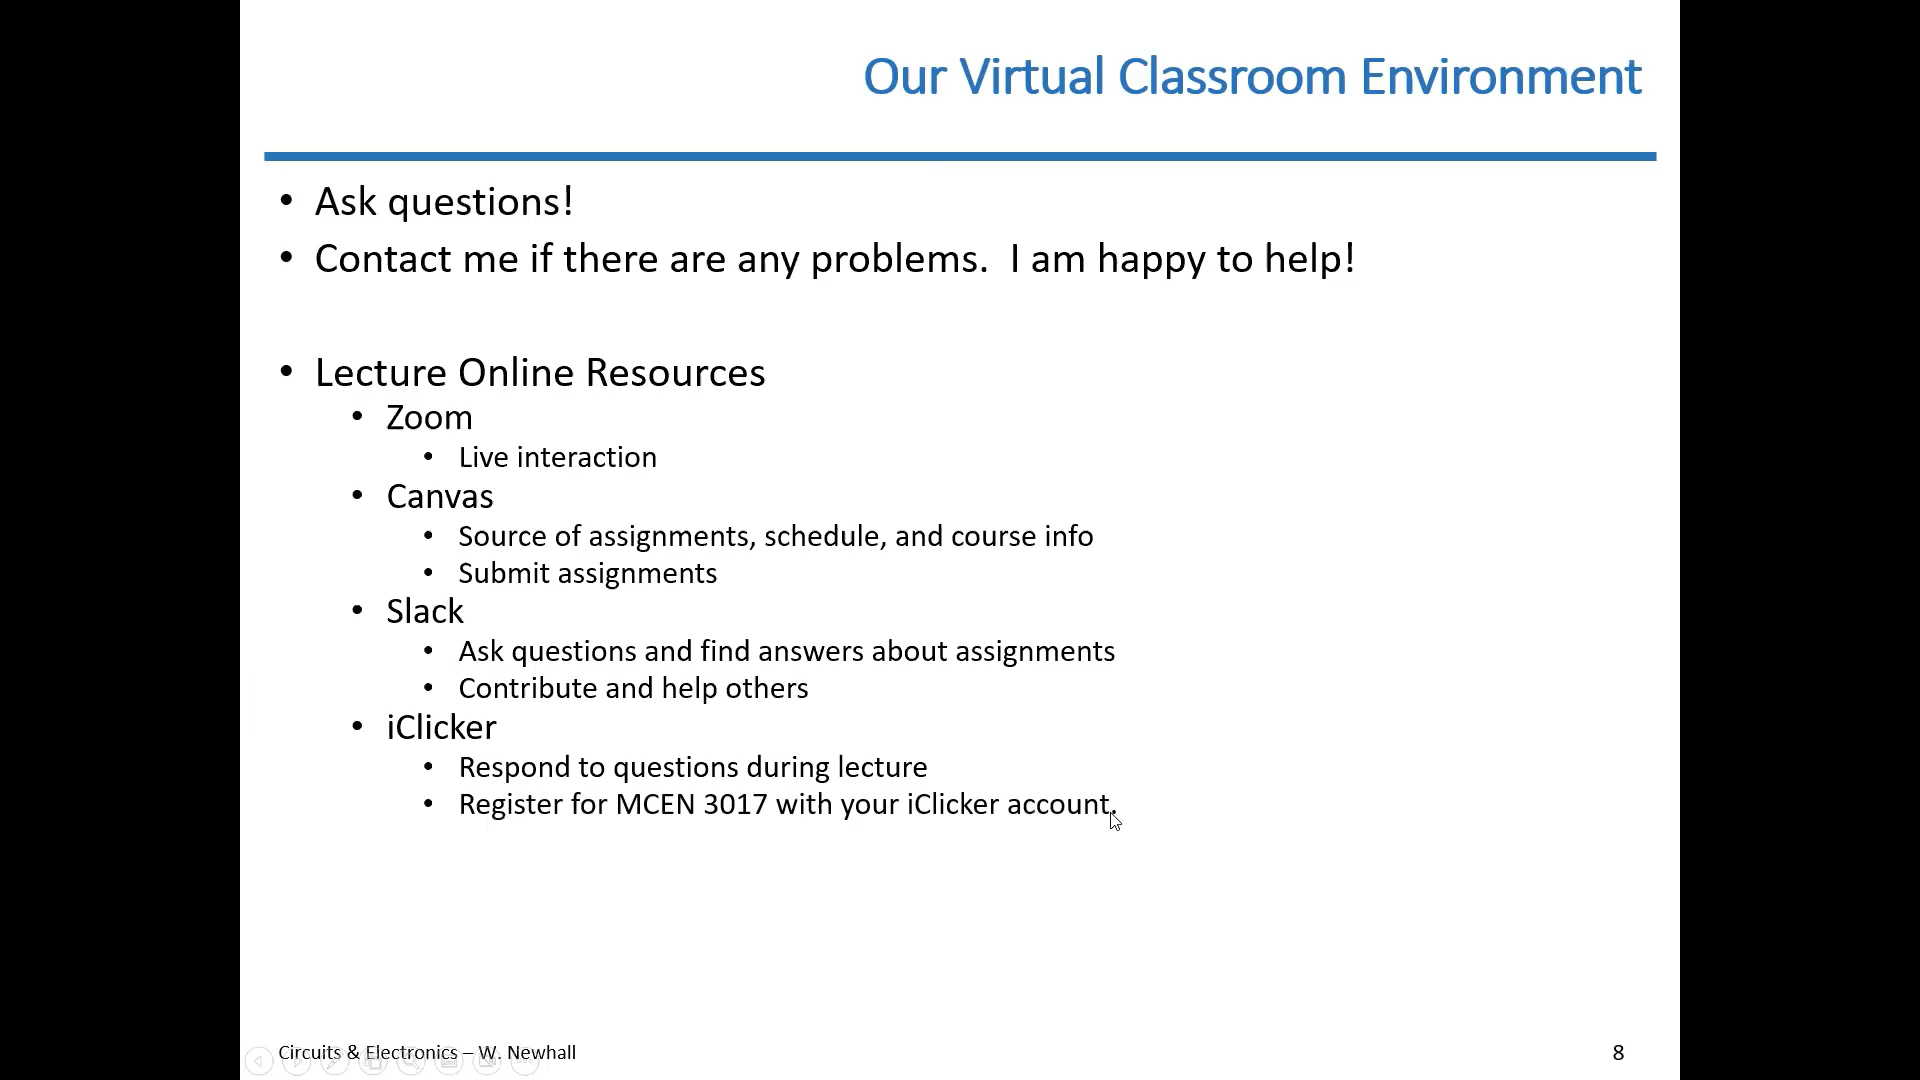 Our Virtual Classroom Environment
• Ask questions!
• Contact me if there are any problems.  I am happy to help!
• Lecture Online Resources
• Zoom
• Live interaction
• Canvas
• Source of assignments, schedule, and course info
• Submit assignments
• Slack
• Ask questions and find answers about assignments
• Contribute and help others
• iClicker
• Respond to questions during lecture
• Register for MCEN 3017 with your iClicker account.
Circuits & Electronics – W. Newhall
8